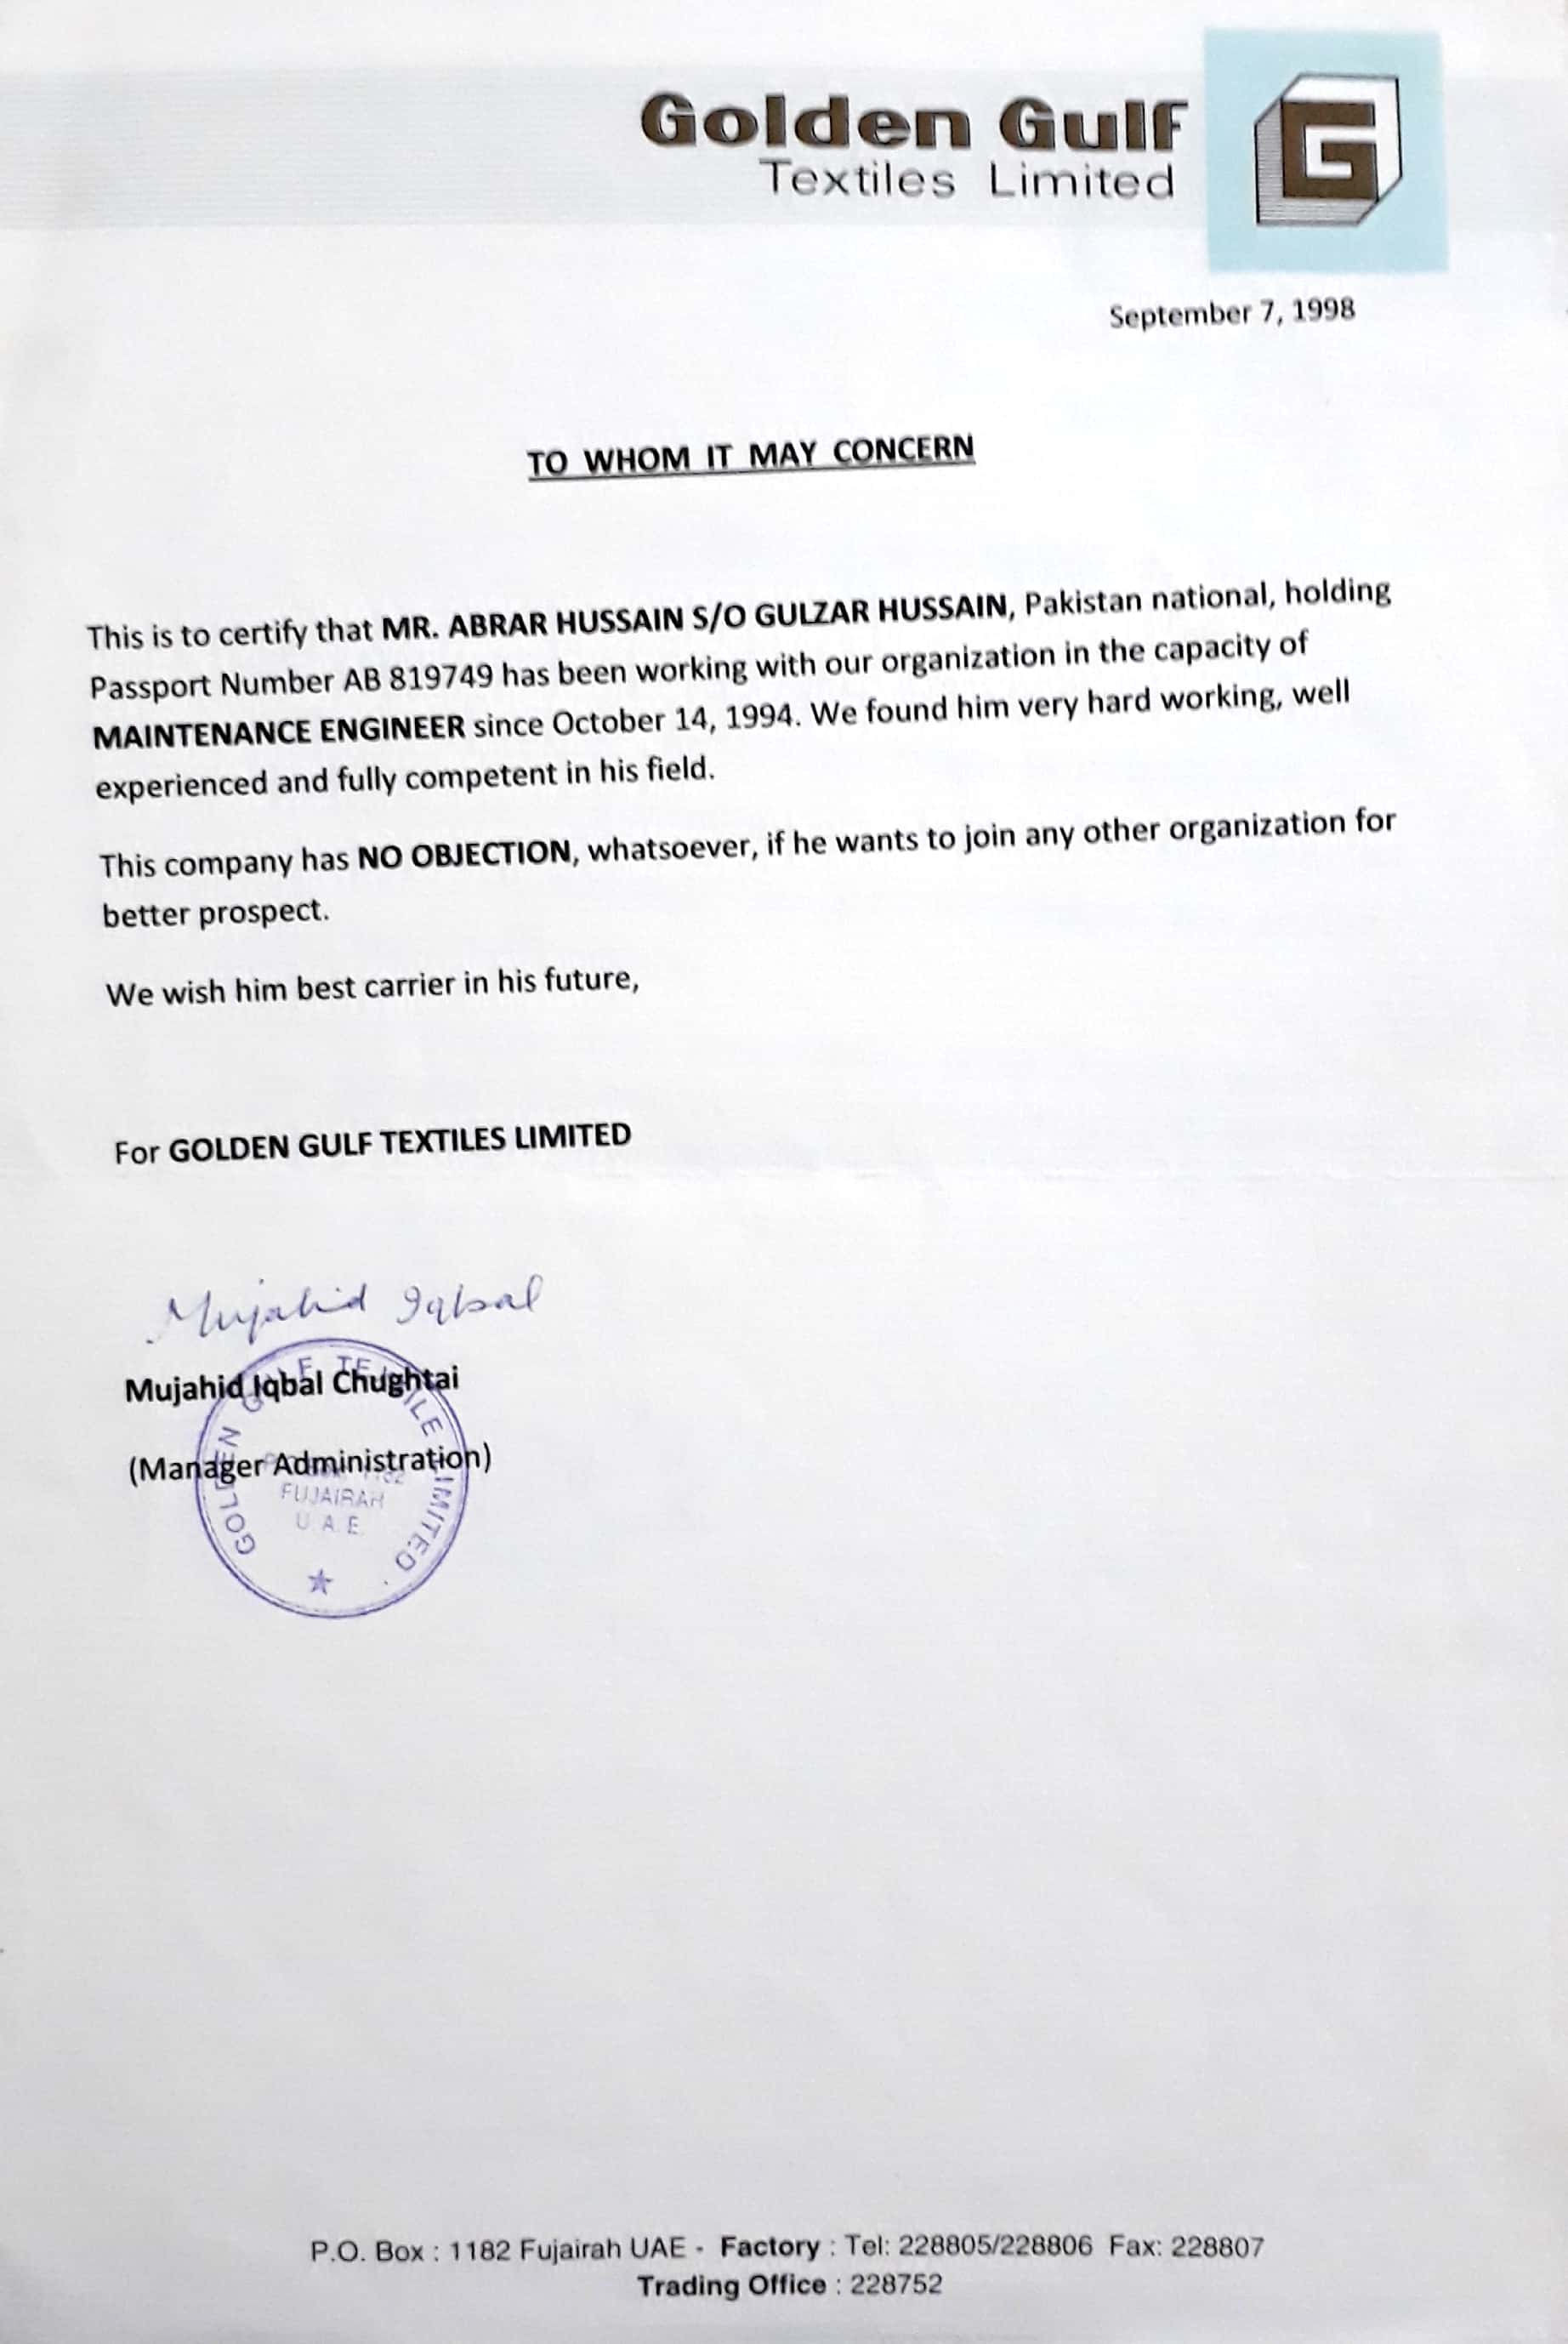 Golden Gulf
Textiles Limited
G
September 7, 1998
TO WHOM IT MAY CONCERN
This is to certify that MR. ABRAR HUSSAIN S/O GULZAR HUSSAIN, Pakistan national, holding
Passport Number AB 819749 has been working with our organization in the capacity of
MAINTENANCE ENGINEER since October 14, 1994. We found him very hard working, well
experienced and fully competent in his field.
This company has NO OBJECTION, whatsoever, if he wants to join any other organization for
better prospect.
We wish him best carrier in his future,
For GOLDEN GULF TEXTILES LIMITED
Mujahid Iqbal
Mujahid Iqbal Chughtai
(Manager Administration)
GOLDEN GULF TEXTILE LIMITED
FUJAIRAH
U.A.E.
P.O. Box : 1182 Fujairah UAE - Factory : Tel: 228805/228806 Fax: 228807
Trading Office : 228752